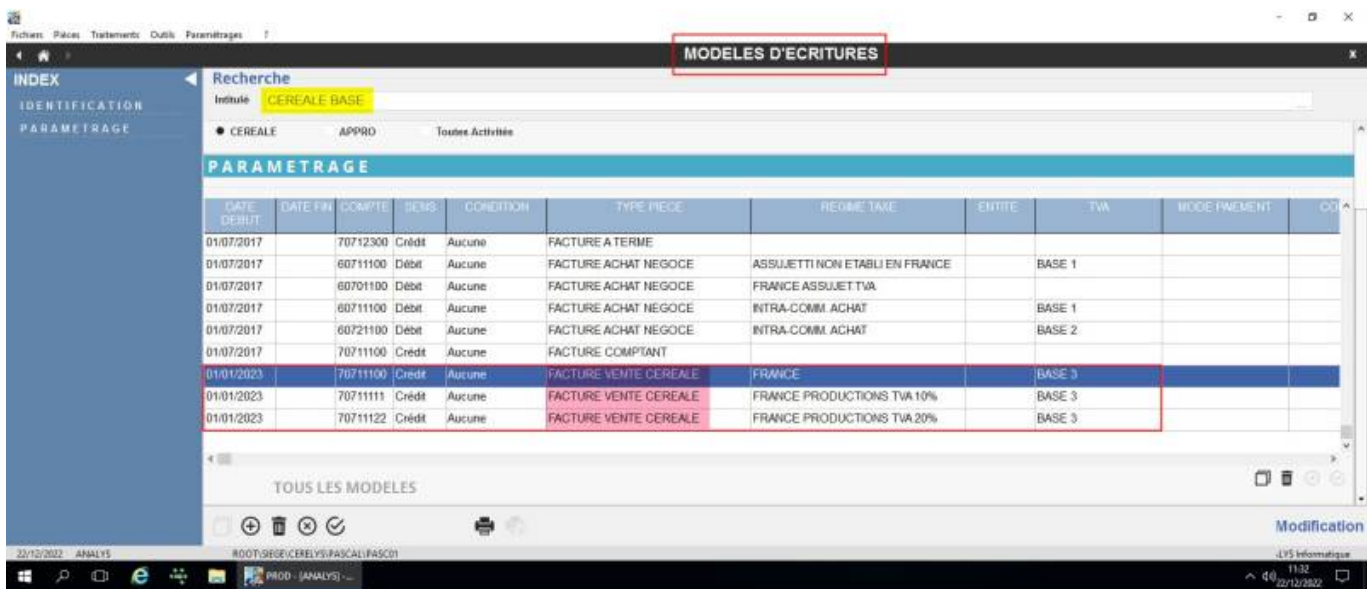 Fichiers Pièces Traitements Outils Paramétrages ?
MODELES D'ECRITURES
INDEX
IDENTIFICATION
PARAMETRAGE
Recherche
Intitulé CEREALE BASE
CEREALE APPRO Toutes Activités
PARAMETRAGE
DATE DEBUT DATE FIN COMPTE SENS CONDITION TYPE PIECE REGIME TAXE ENTITE TVA MODE PAIEMENT CO
01/07/2017 70712300 Crédit Aucune FACTURE A TERME
01/07/2017 60711100 Débit Aucune FACTURE ACHAT NEGOCE ASSUJETTI NON ETABLI EN FRANCE BASE 1
01/07/2017 60701100 Débit Aucune FACTURE ACHAT NEGOCE FRANCE ASSUJET TVA
01/07/2017 60711100 Débit Aucune FACTURE ACHAT NEGOCE INTRA-COMM. ACHAT BASE 1
01/07/2017 60721100 Débit Aucune FACTURE ACHAT NEGOCE INTRA-COMM. ACHAT BASE 2
01/07/2017 70711100 Crédit Aucune FACTURE COMPTANT
01/01/2023 70711100 Crédit Aucune FACTURE VENTE CEREALE FRANCE BASE 3
01/01/2023 70711111 Crédit Aucune FACTURE VENTE CEREALE FRANCE PRODUCTIONS TVA 10% BASE 3
01/01/2023 70711122 Crédit Aucune FACTURE VENTE CEREALE FRANCE PRODUCTIONS TVA 20% BASE 3
TOUS LES MODELES
Modification
22/12/2022 ANALYS ROOT\SIEGE\CERELYS\PASCAL\PASC01 .LYS Informatique
PROD - [ANALYS] -...
11:32
22/12/2022